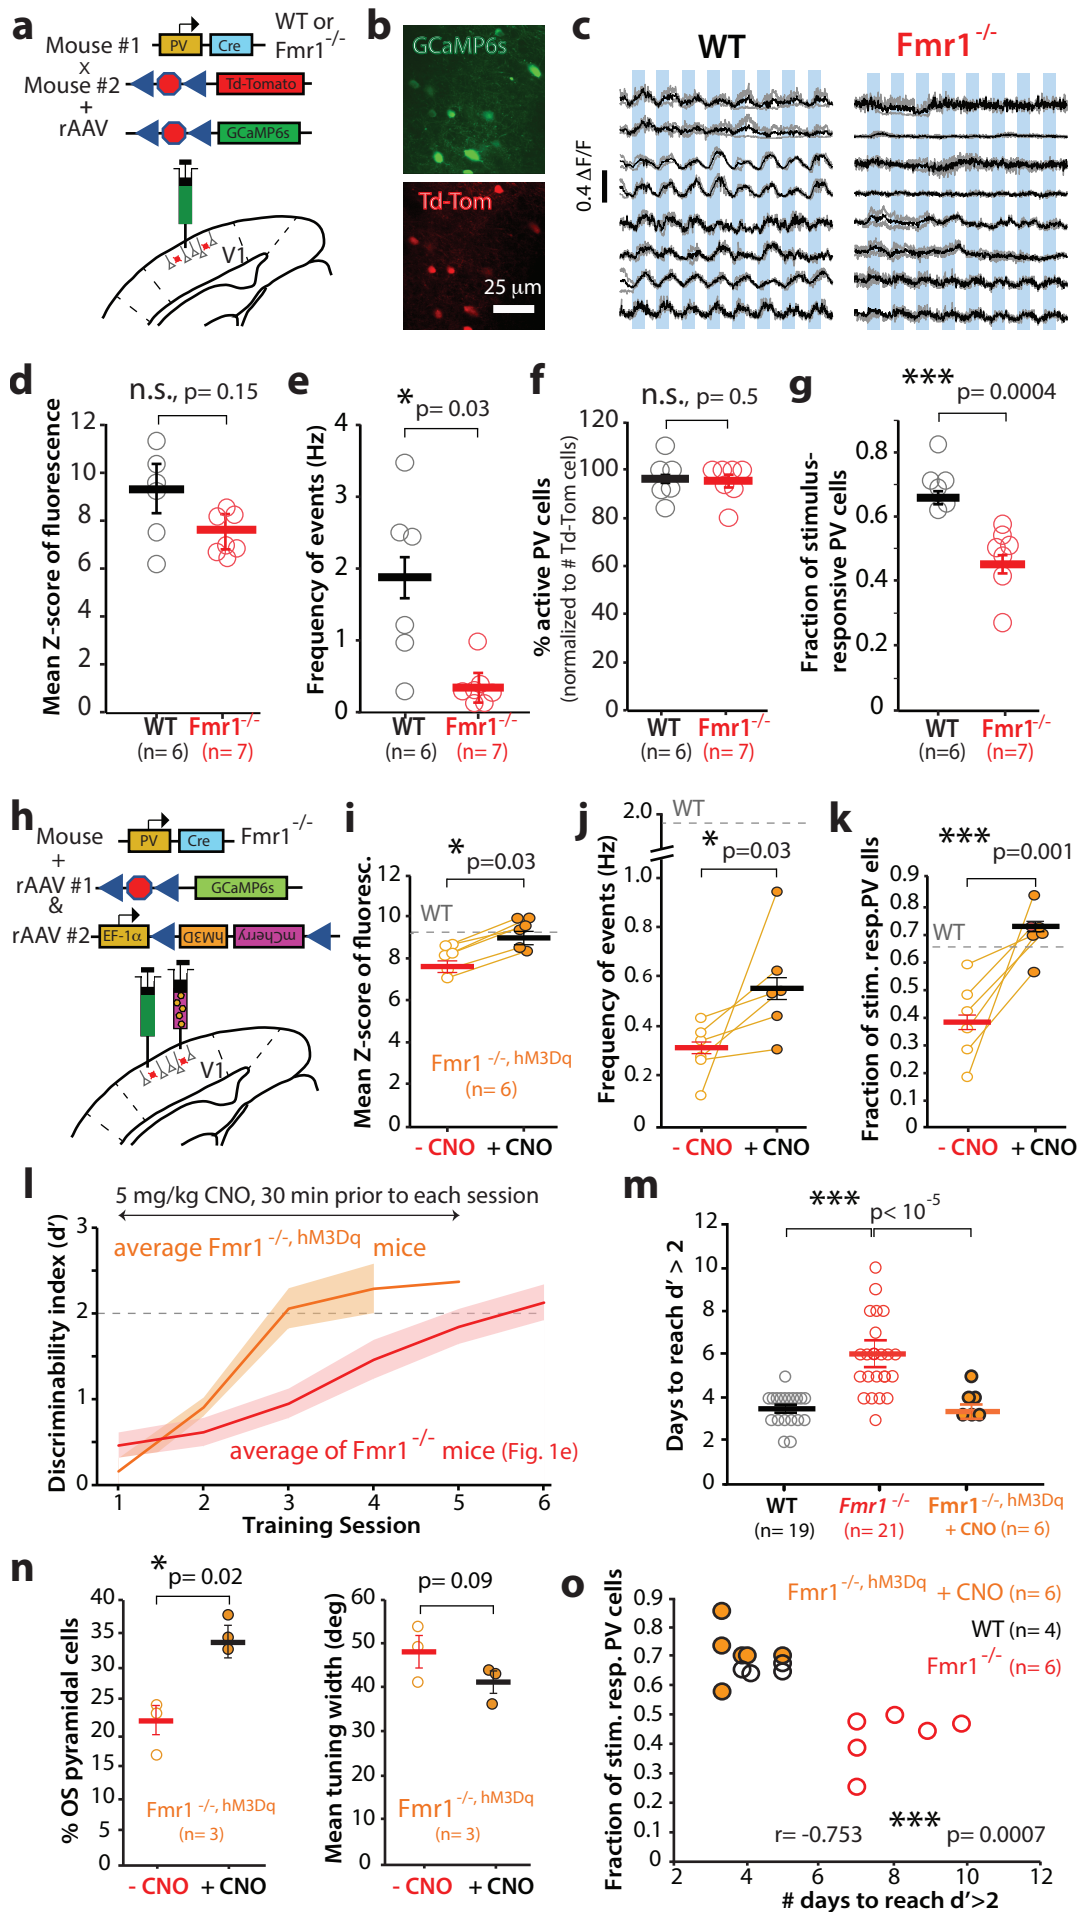 a
Mouse #1
PV
Cre
WT or
Fmr1-/-
x
Mouse #2
Td-Tomato
+
rAAV
GCaMP6s
V1
b
GCaMP6s
Td-Tom
25 μm
c
WT
Fmr1-/-
0.4 ΔF/F
d
n.s., p= 0.15
Mean Z-score of fluorescence
12
10
8
6
4
2
0
WT
(n= 6)
Fmr1-/-
(n= 7)
e
*
p= 0.03
Frequency of events (Hz)
4
3
2
1
0
WT
(n= 6)
Fmr1-/-
(n= 7)
f
n.s., p= 0.5
% active PV cells
(normalized to # Td-Tom cells)
120
100
80
60
40
20
0
WT
(n= 6)
Fmr1-/-
(n= 7)
g
***
p= 0.0004
Fraction of stimulus-
responsive PV cells
0.8
0.6
0.4
0.2
0
WT
(n=6)
Fmr1-/-
(n=7)
h
Mouse
PV
Cre
Fmr1-/-
+
rAAV #1
GCaMP6s
&
rAAV #2
EF-1α
hM3D
mCherry
V1
i
*
p=0.03
WT
Mean Z-score of fluoresc.
12
10
8
6
4
2
0
Fmr1-/-, hM3Dq
(n= 6)
- CNO
+ CNO
j
WT
*
p=0.03
Frequency of events (Hz)
2.0
1.0
0.8
0.6
0.4
0.2
0
- CNO
+ CNO
k
***
p=0.001
WT
Fraction of stim. resp.PV ells
0.9
0.8
0.7
0.6
0.5
0.4
0.3
0.2
0.1
0
- CNO
+ CNO
l
5 mg/kg CNO, 30 min prior to each session
average Fmr1-/-, hM3Dq mice
average of Fmr1-/- mice (Fig. 1e)
Discriminability index (d')
3
2
1
0
1
2
3
4
5
6
Training Session
m
***
p< 10-5
Days to reach d' > 2
12
10
8
6
4
2
0
WT
(n= 19)
Fmr1-/-
(n= 21)
Fmr1-/-, hM3Dq
+ CNO (n= 6)
n
*
p= 0.02
% OS pyramidal cells
40
35
30
25
20
15
10
5
0
Fmr1-/-, hM3Dq
(n= 3)
- CNO
+ CNO
p= 0.09
Mean tuning width (deg)
60
50
40
30
20
10
0
Fmr1-/-, hM3Dq
(n= 3)
- CNO
+ CNO
o
Fmr1-/-, hM3Dq + CNO (n= 6)
WT (n= 4)
Fmr1-/- (n= 6)
Fraction of stim. resp. PV cells
0.9
0.8
0.7
0.6
0.5
0.4
0.3
0.2
0.1
0
r= -0.753
***
p= 0.0007
2
4
6
8
10
12
# days to reach d'>2